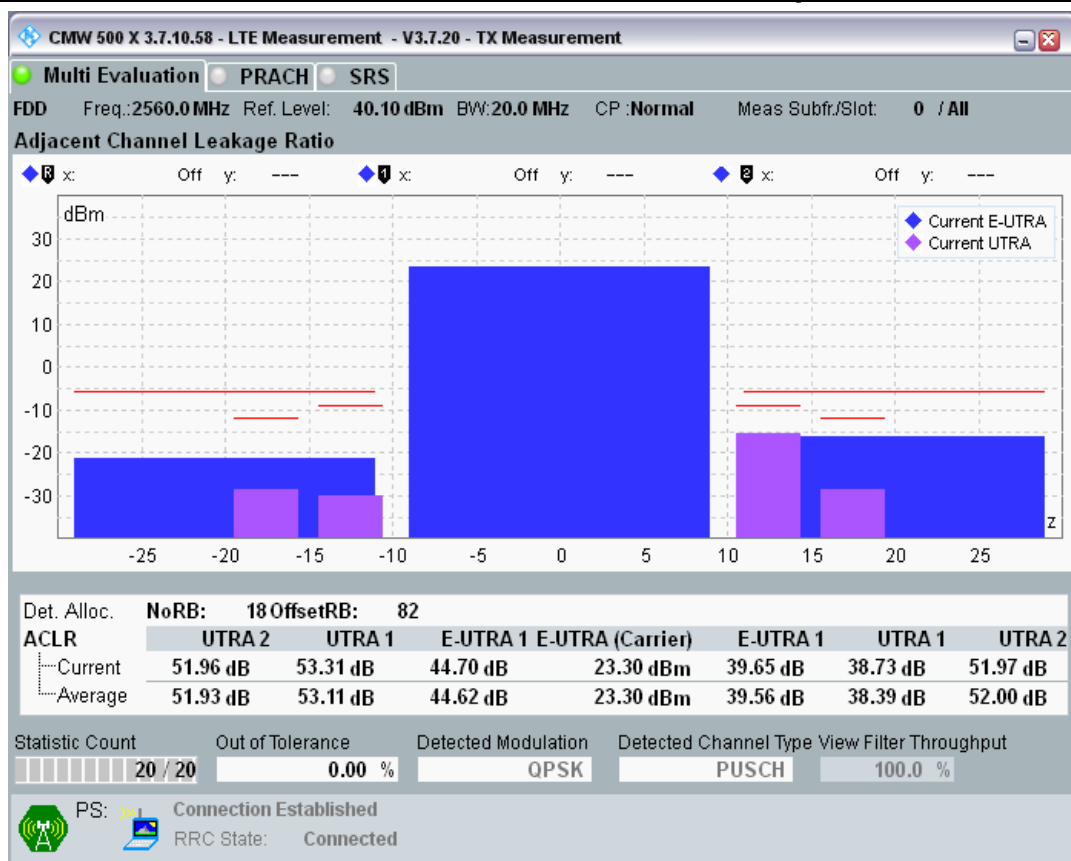 CMW 500 X 3.7.10.58 - LTE Measurement - V3.7.20 - TX Measurement
Multi Evaluation PRACH SRS
FDD Freq.:2560.0 MHz Ref. Level: 40.10 dBm BW:20.0 MHz CP :Normal Meas Subfr./Slot: 0 / All
Adjacent Channel Leakage Ratio
R x: Off y: --- 1 x: Off y: --- 2 x: Off y: ---
dBm
Current E-UTRA
Current UTRA
30
20
10
0
-10
-20
-30
z
-25 -20 -15 -10 -5 0 5 10 15 20 25
Det. Alloc. NoRB: 18 OffsetRB: 82
ACLR UTRA 2 UTRA 1 E-UTRA 1 E-UTRA (Carrier) E-UTRA 1 UTRA 1 UTRA 2
Current 51.96 dB 53.31 dB 44.70 dB 23.30 dBm 39.65 dB 38.73 dB 51.97 dB
Average 51.93 dB 53.11 dB 44.62 dB 23.30 dBm 39.56 dB 38.39 dB 52.00 dB
Statistic Count Out of Tolerance Detected Modulation Detected Channel Type View Filter Throughput
20 / 20 0.00 % QPSK PUSCH 100.0 %
PS: Connection Established
RRC State: Connected